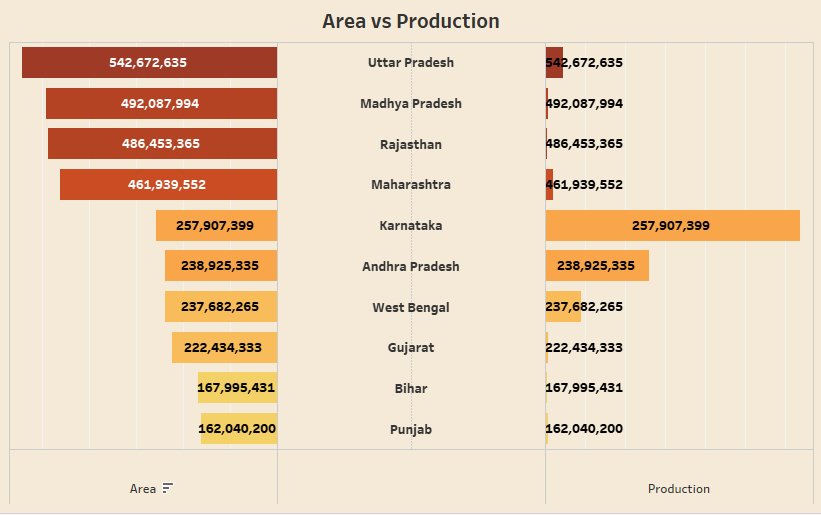 Area vs Production
542,672,635 Uttar Pradesh 542,672,635
492,087,994 Madhya Pradesh 492,087,994
486,453,365 Rajasthan 486,453,365
461,939,552 Maharashtra 461,939,552
257,907,399 Karnataka 257,907,399
238,925,335 Andhra Pradesh 238,925,335
237,682,265 West Bengal 237,682,265
222,434,333 Gujarat 222,434,333
167,995,431 Bihar 167,995,431
162,040,200 Punjab 162,040,200
Area Production